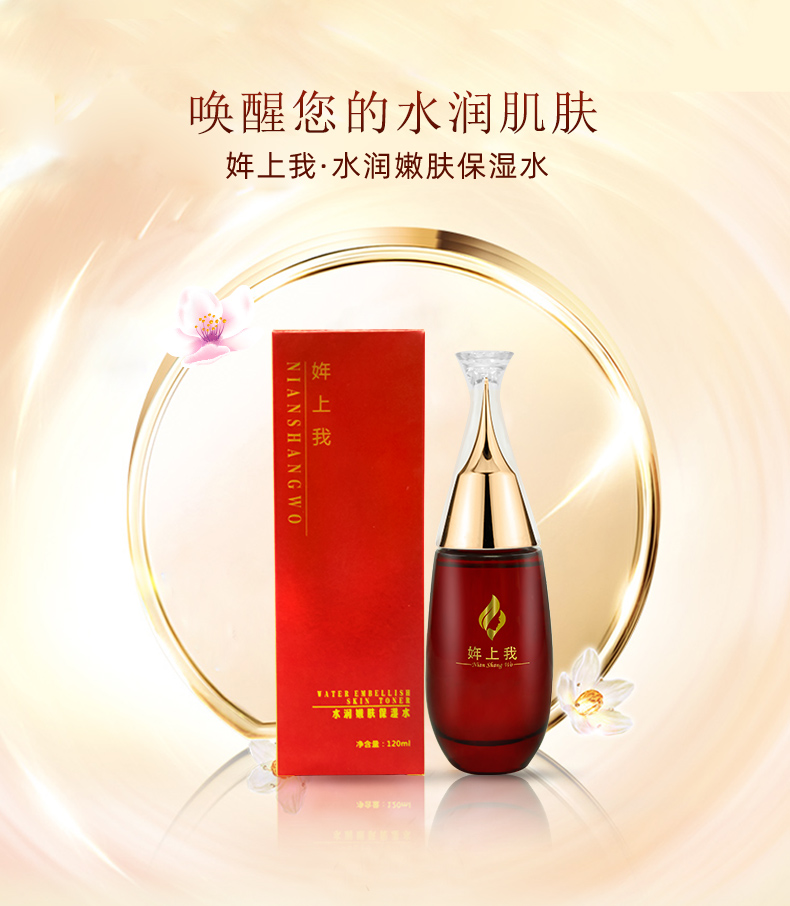 唤醒您的水润肌肤
姩上我·水润嫩肤保湿水
姩上我
NIANSHANGWO
WATER EMBELLISH
SKIN TONER
水润嫩肤保湿水
净含量:120ml
姩上我
Nian Shang Wo